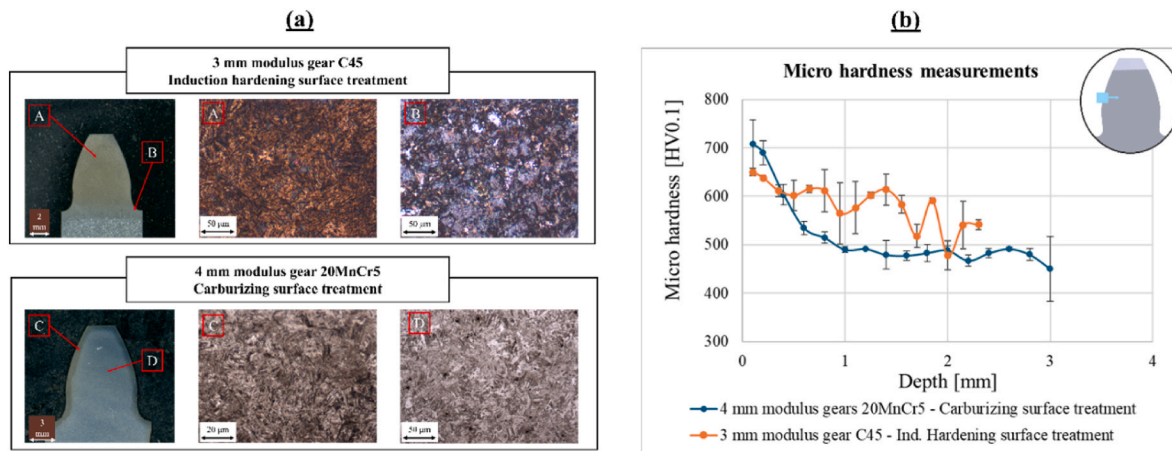 (a)
3 mm modulus gear C45
Induction hardening surface treatment
A
B
2
mm
A
50 µm
B
50 µm
4 mm modulus gear 20MnCr5
Carburizing surface treatment
C
D
3
mm
C
20 µm
D
50 µm
(b)
Micro hardness measurements
Micro hardness [HV0.1]
800
700
600
500
400
300
0
1
2
3
4
Depth [mm]
4 mm modulus gears 20MnCr5 - Carburizing surface treatment
3 mm modulus gear C45 - Ind. Hardening surface treatment